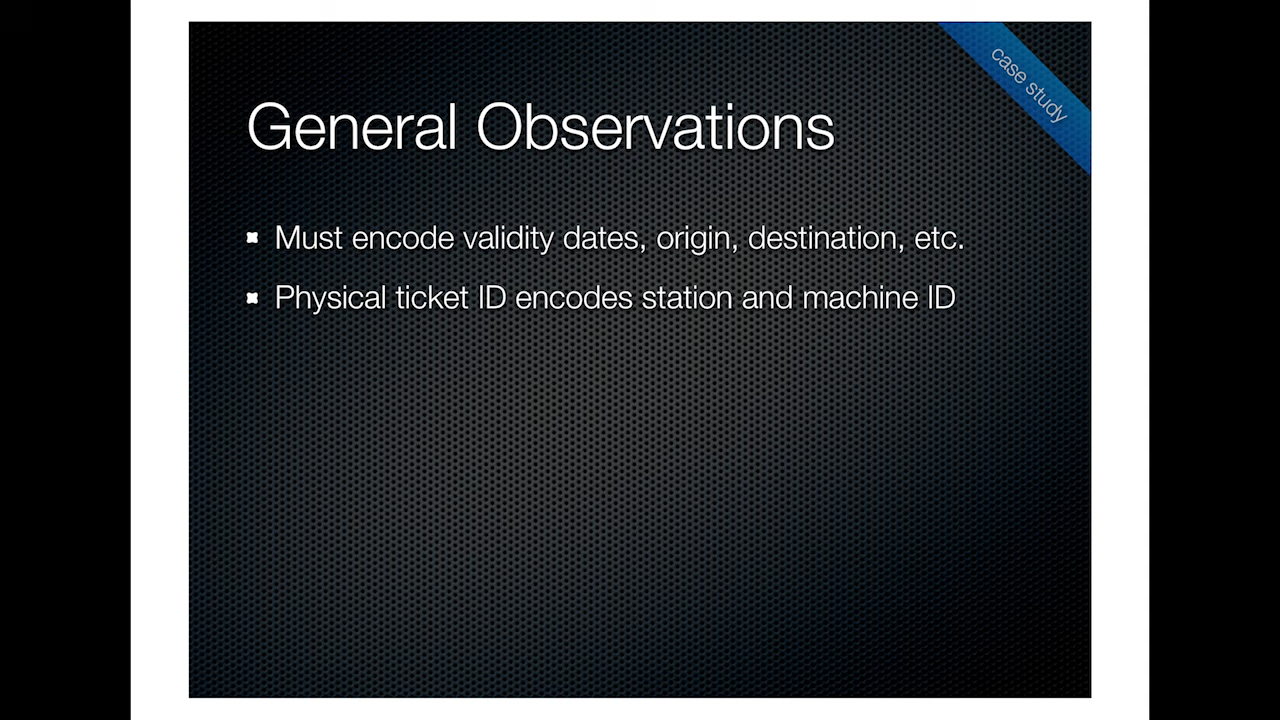 case study
General Observations
Must encode validity dates, origin, destination, etc.
Physical ticket ID encodes station and machine ID